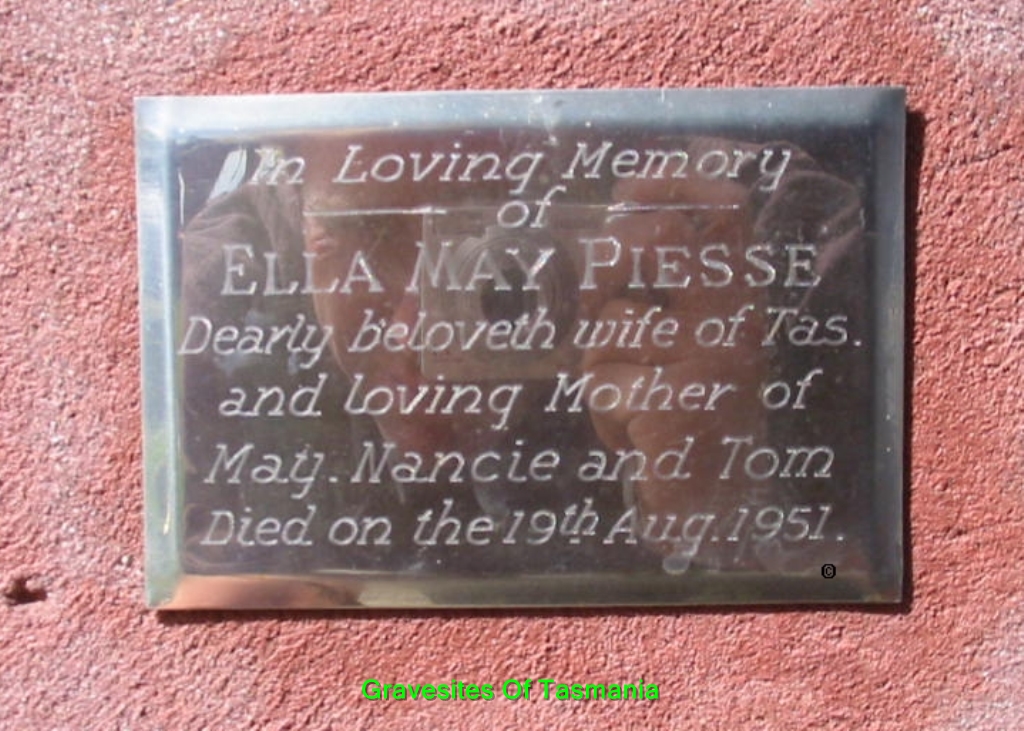 In Loving Memory
of
ELLA MAY PIESSE
Dearly beloveth wife of Tas.
and loving Mother of
May. Nancie and Tom
Died on the 19th Aug. 1951.
©
Gravesites Of Tasmania